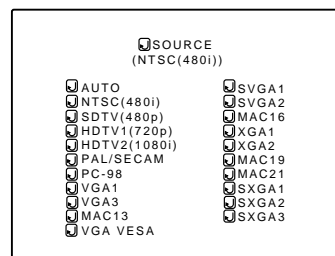 SOURCE
(NTSC(480i))
AUTO
NTSC(480i)
SDTV(480p)
HDTV1(720p)
HDTV2(1080i)
PAL/SECAM
PC-98
VGA1
VGA3
MAC13
VGA VESA
SVGA1
SVGA2
MAC16
XGA1
XGA2
MAC19
MAC21
SXGA1
SXGA2
SXGA3